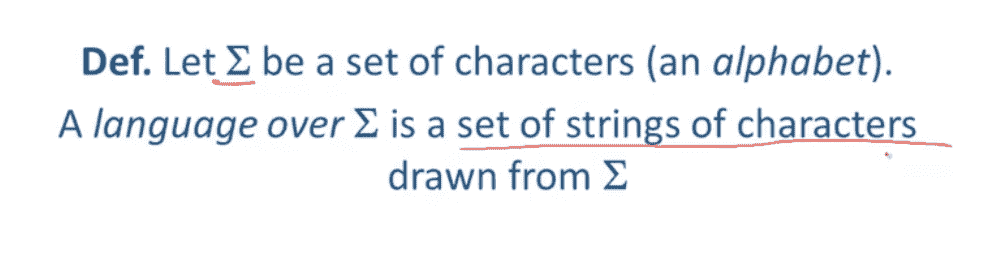 Def. Let Σ be a set of characters (an alphabet).
A language over Σ is a set of strings of characters
drawn from Σ